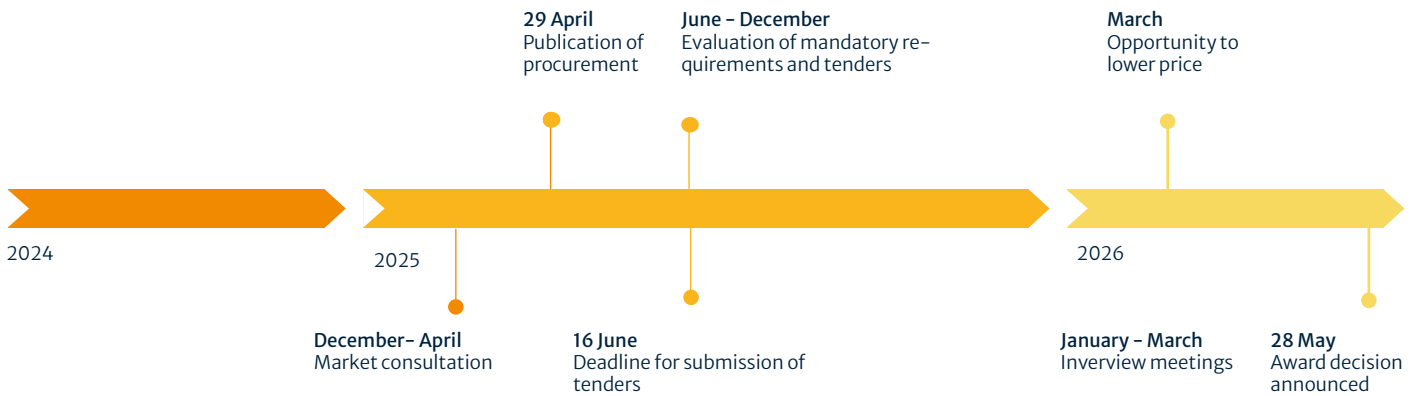 29 April
Publication of
procurement
June - December
Evaluation of mandatory re-
quirements and tenders
March
Opportunity to
lower price
2024
2025
2026
December- April
Market consultation
16 June
Deadline for submission of
tenders
January - March
Inverview meetings
28 May
Award decision
announced